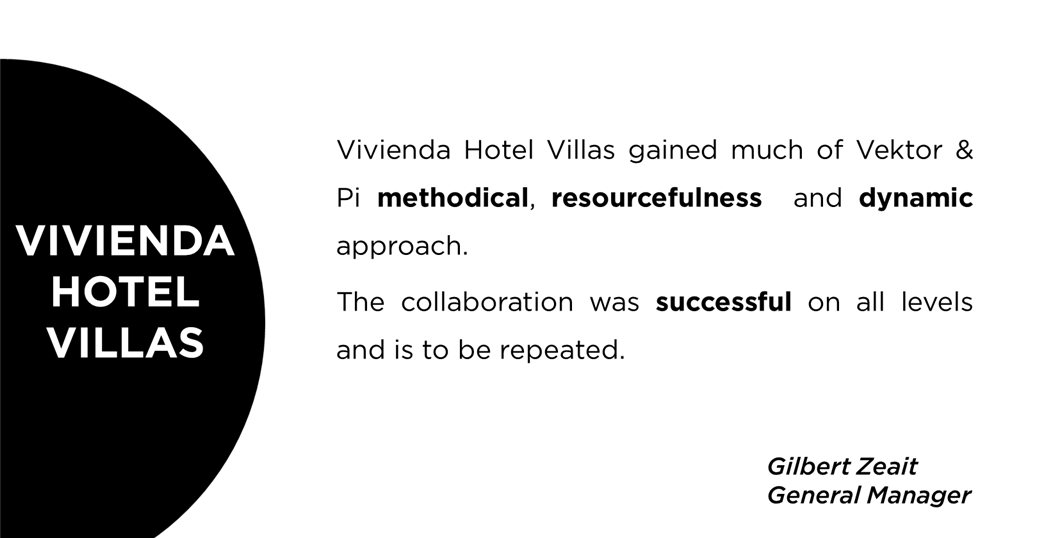 VIVIENDA
HOTEL
VILLAS
Vivienda Hotel Villas gained much of Vektor &
Pi methodical, resourcefulness and dynamic
approach.
The collaboration was successful on all levels
and is to be repeated.
Gilbert Zeait
General Manager